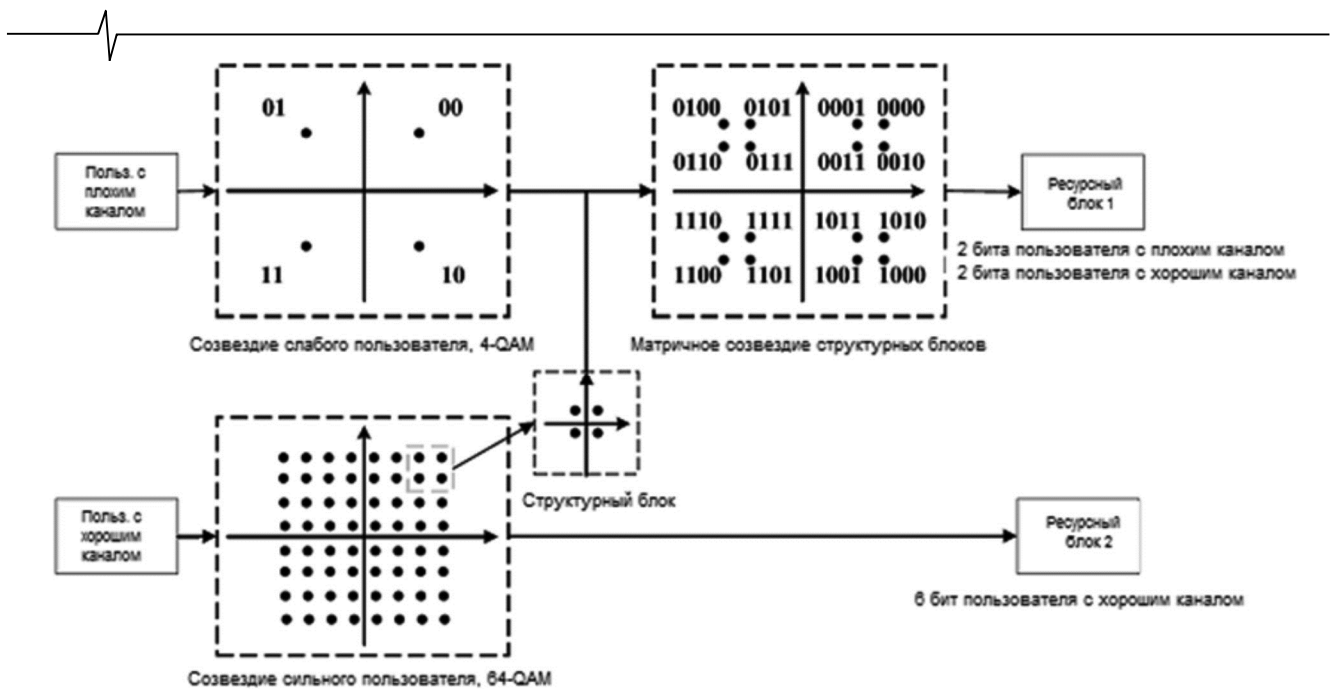 01 00
11 10
Польз. с
плохим
каналом
Созвездие слабого пользователя, 4-QAM
0100 0101 0001 0000
0110 0111 0011 0010
1110 1111 1011 1010
1100 1101 1001 1000
Матричное созвездие структурных блоков
Ресурсный
блок 1
2 бита пользователя с плохим каналом
2 бита пользователя с хорошим каналом
Структурный блок
Польз. с
хорошим
каналом
Созвездие сильного пользователя, 64-QAM
Ресурсный
блок 2
6 бит пользователя с хорошим каналом